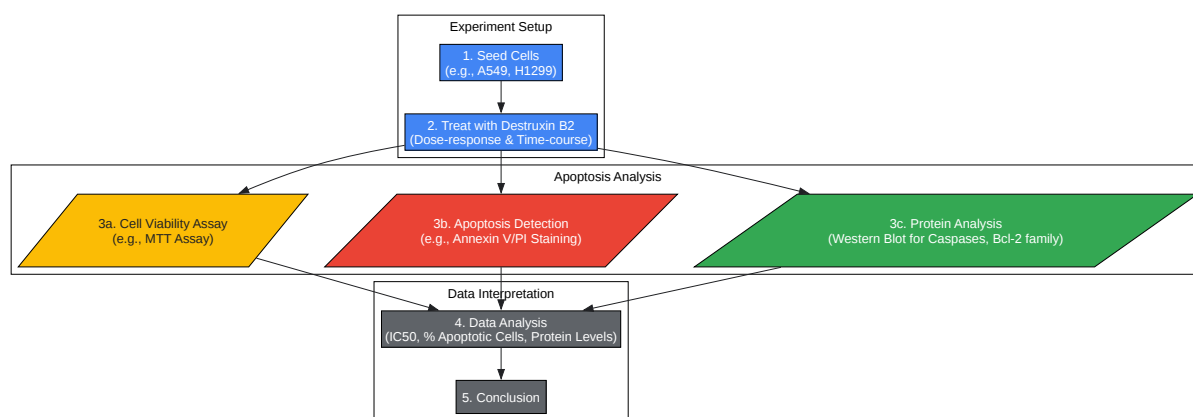 Experiment Setup
1. Seed Cells
(e.g., A549, H1299)
2. Treat with Destruxin B2
(Dose-response & Time-course)
Apoptosis Analysis
3a. Cell Viability Assay
(e.g., MTT Assay)
3b. Apoptosis Detection
(e.g., Annexin V/PI Staining)
3c. Protein Analysis
(Western Blot for Caspases, Bcl-2 family)
Data Interpretation
4. Data Analysis
(IC50, % Apoptotic Cells, Protein Levels)
5. Conclusion